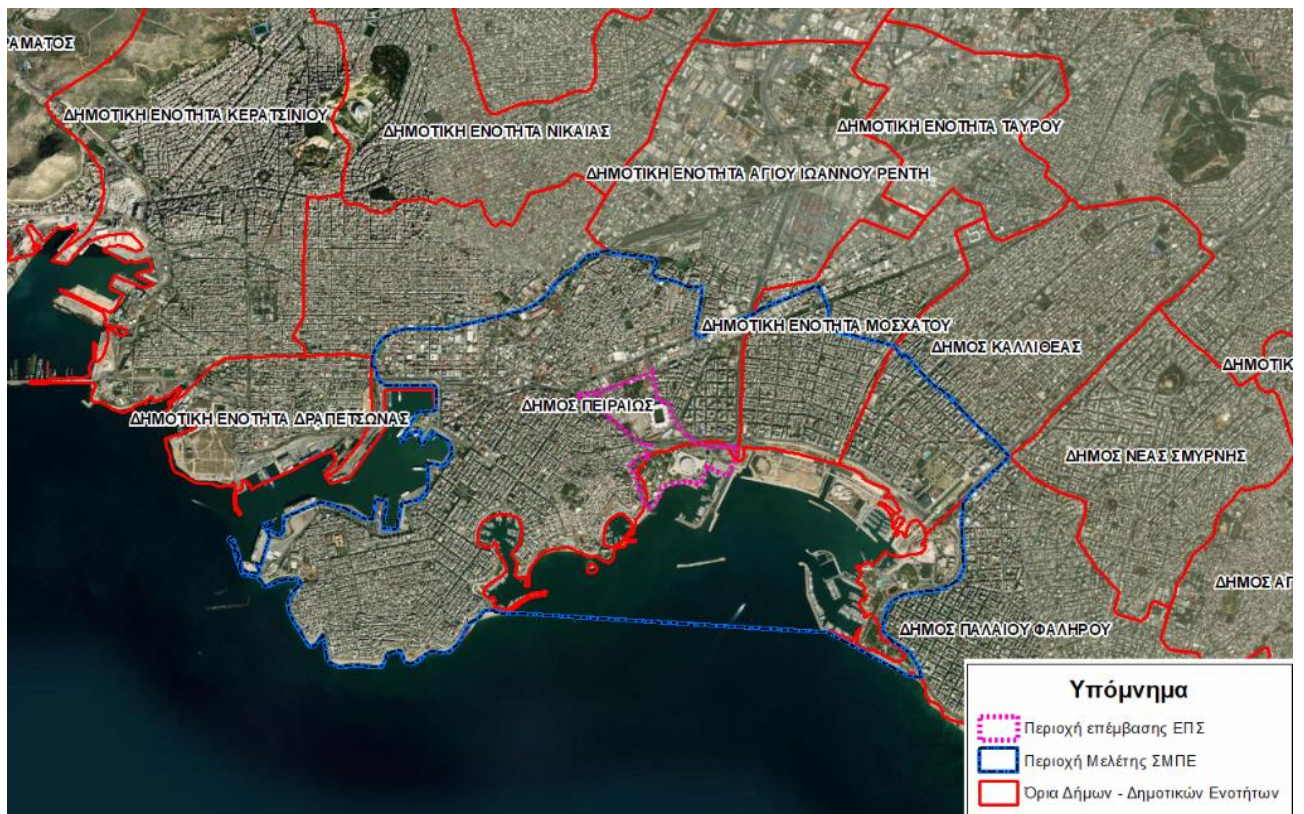 ΡΑΜΑΤΟΣ
ΔΗΜΟΤΙΚΗ ΕΝΟΤΗΤΑ ΚΕΡΑΤΣΙΝΙΟΥ
ΔΗΜΟΤΙΚΗ ΕΝΟΤΗΤΑ ΝΙΚΑΙΑΣ
ΔΗΜΟΤΙΚΗ ΕΝΟΤΗΤΑ ΤΑΥΡΟΥ
ΔΗΜΟΤΙΚΗ ΕΝΟΤΗΤΑ ΑΓΙΟΥ ΙΩΑΝΝΟΥ ΡΕΝΤΗ
ΔΗΜΟΤΙΚΗ ΕΝΟΤΗΤΑ ΜΟΣΧΑΤΟΥ
ΔΗΜΟΣ ΚΑΛΛΙΘΕΑΣ
ΔΗΜΟΤΙΚ
ΔΗΜΟΣ ΠΕΙΡΑΙΩΣ
ΔΗΜΟΤΙΚΗ ΕΝΟΤΗΤΑ ΔΡΑΠΕΤΣΩΝΑΣ
ΔΗΜΟΣ ΝΕΑΣ ΣΜΥΡΝΗΣ
ΔΗΜΟΣ ΑΓ
ΔΗΜΟΣ ΠΑΛΑΙΟΥ ΦΑΛΗΡΟΥ
Υπόμνημα
Περιοχή επέμβασης ΕΠΣ
Περιοχή Μελέτης ΣΜΠΕ
Όρια Δήμων - Δημοτικών Ενοτήτων